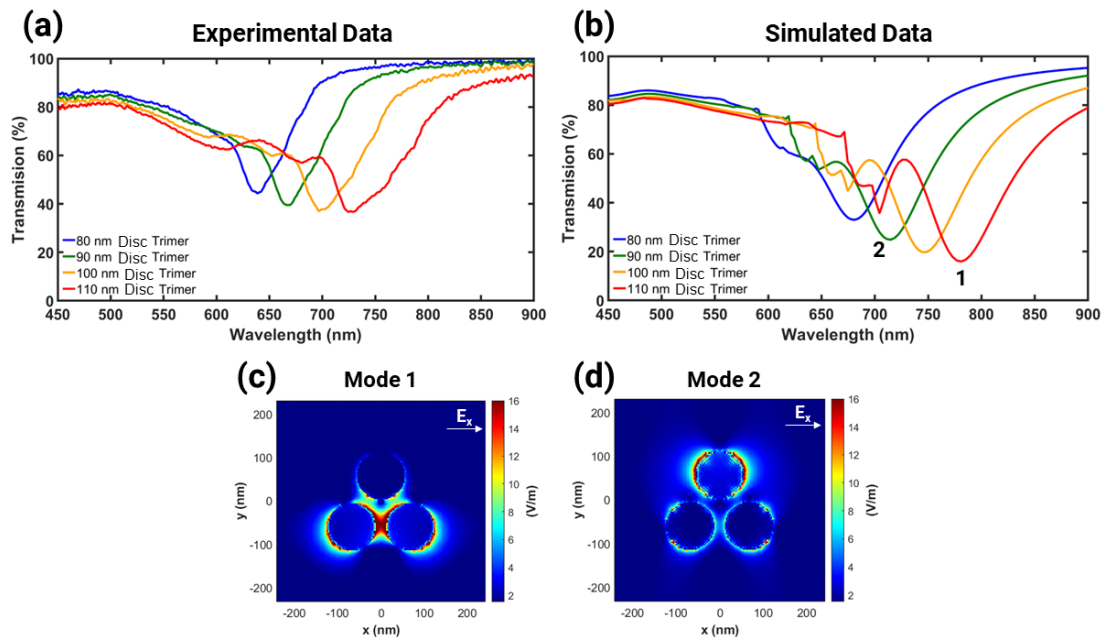 (a)
Experimental Data
Transmision (%)
100
80
60
40
20
0
80 nm Disc Trimer
90 nm Disc Trimer
100 nm Disc Trimer
110 nm Disc Trimer
450 500 550 600 650 700 750 800 850 900
Wavelength (nm)
(b)
Simulated Data
Transmision (%)
100
80
60
40
20
0
2
1
80 nm Disc Trimer
90 nm Disc Trimer
100 nm Disc Trimer
110 nm Disc Trimer
450 500 550 600 650 700 750 800 850 900
Wavelength (nm)
(c)
Mode 1
Ex
y (nm)
200
100
0
-100
-200
-200 -100 0 100 200
x (nm)
16
14
12
10
8
6
4
2
(V/m)
(d)
Mode 2
Ex
y (nm)
200
100
0
-100
-200
-200 -100 0 100 200
x (nm)
16
14
12
10
8
6
4
2
(V/m)